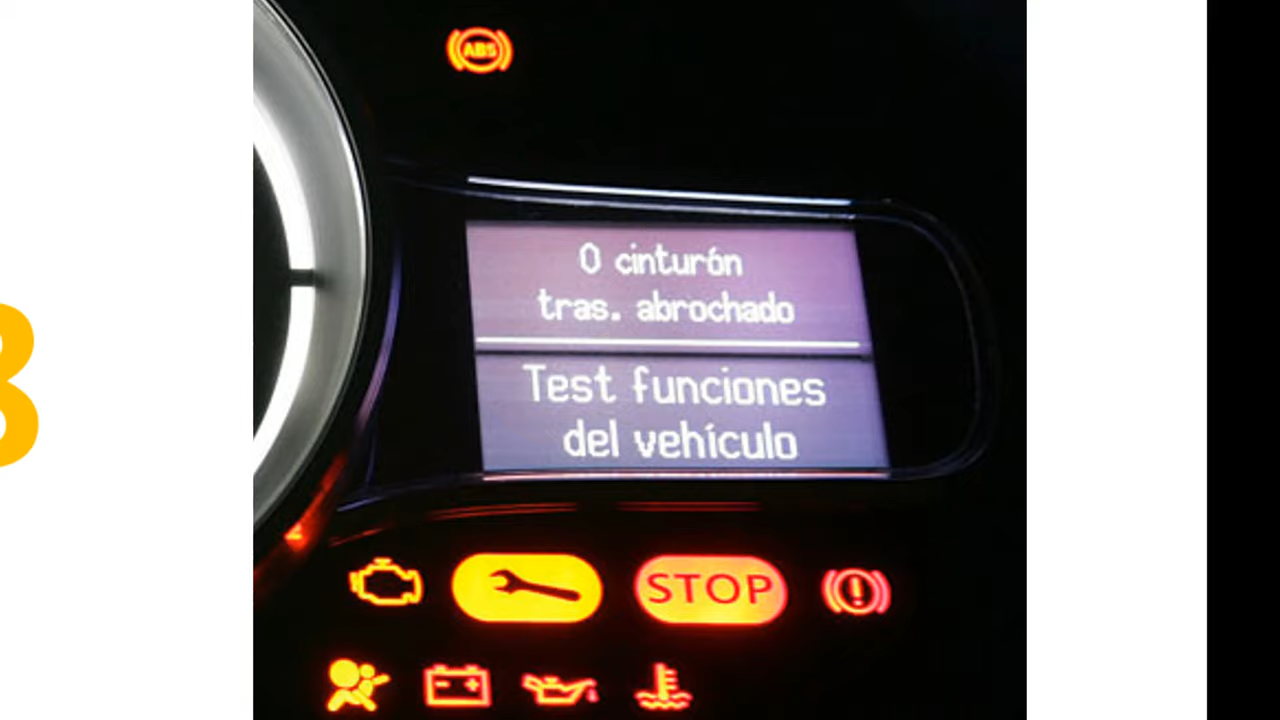 ABS
0 cinturón
tras. abrochado
Test funciones
del vehículo
STOP